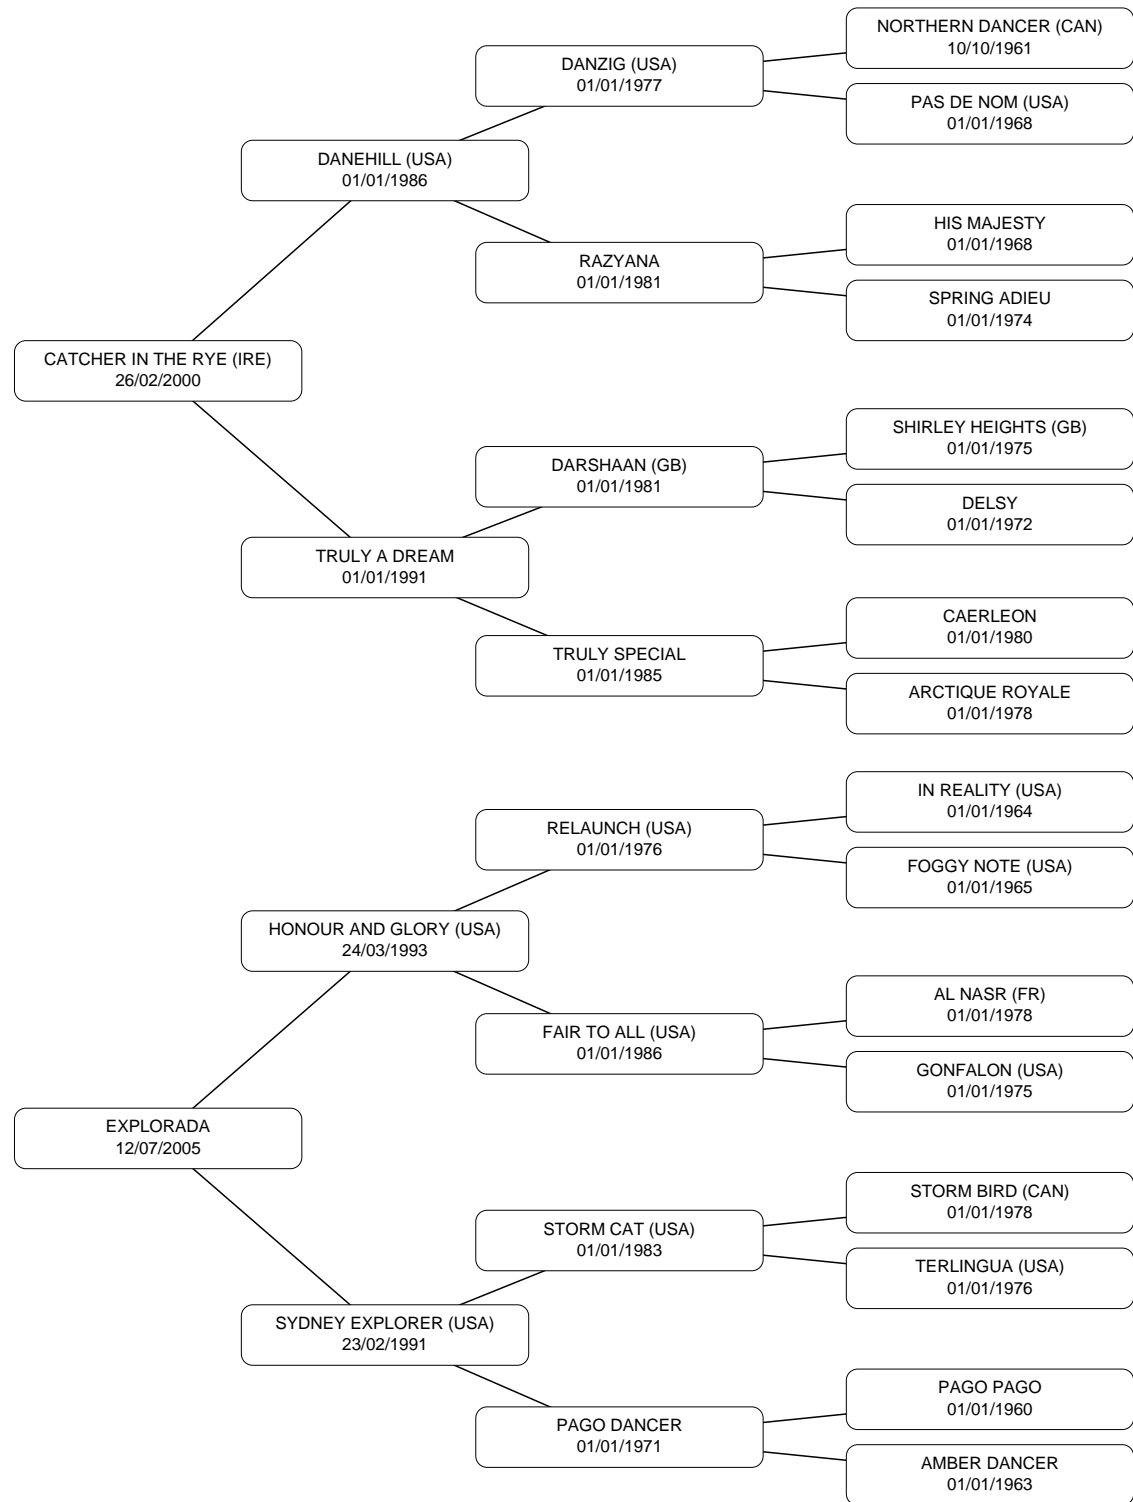 NORTHERN DANCER (CAN)
10/10/1961
DANZIG (USA)
01/01/1977
PAS DE NOM (USA)
01/01/1968
DANEHILL (USA)
01/01/1986
HIS MAJESTY
01/01/1968
RAZYANA
01/01/1981
SPRING ADIEU
01/01/1974
CATCHER IN THE RYE (IRE)
26/02/2000
SHIRLEY HEIGHTS (GB)
01/01/1975
DARSHAAN (GB)
01/01/1981
DELSY
01/01/1972
TRULY A DREAM
01/01/1991
CAERLEON
01/01/1980
TRULY SPECIAL
01/01/1985
ARCTIQUE ROYALE
01/01/1978
IN REALITY (USA)
01/01/1964
RELAUNCH (USA)
01/01/1976
FOGGY NOTE (USA)
01/01/1965
HONOUR AND GLORY (USA)
24/03/1993
AL NASR (FR)
01/01/1978
FAIR TO ALL (USA)
01/01/1986
GONFALON (USA)
01/01/1975
EXPLORADA
12/07/2005
STORM BIRD (CAN)
01/01/1978
STORM CAT (USA)
01/01/1983
TERLINGUA (USA)
01/01/1976
SYDNEY EXPLORER (USA)
23/02/1991
PAGO PAGO
01/01/1960
PAGO DANCER
01/01/1971
AMBER DANCER
01/01/1963